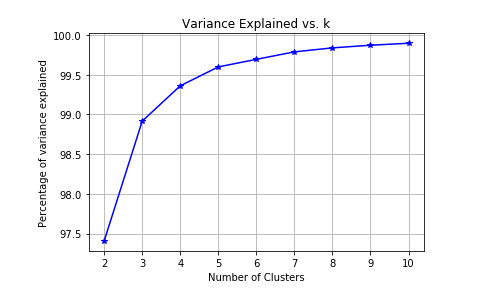 Variance Explained vs. k
100.0
99.5
99.0
98.5
98.0
97.5
Percentage of variance explained
2 3 4 5 6 7 8 9 10
Number of Clusters